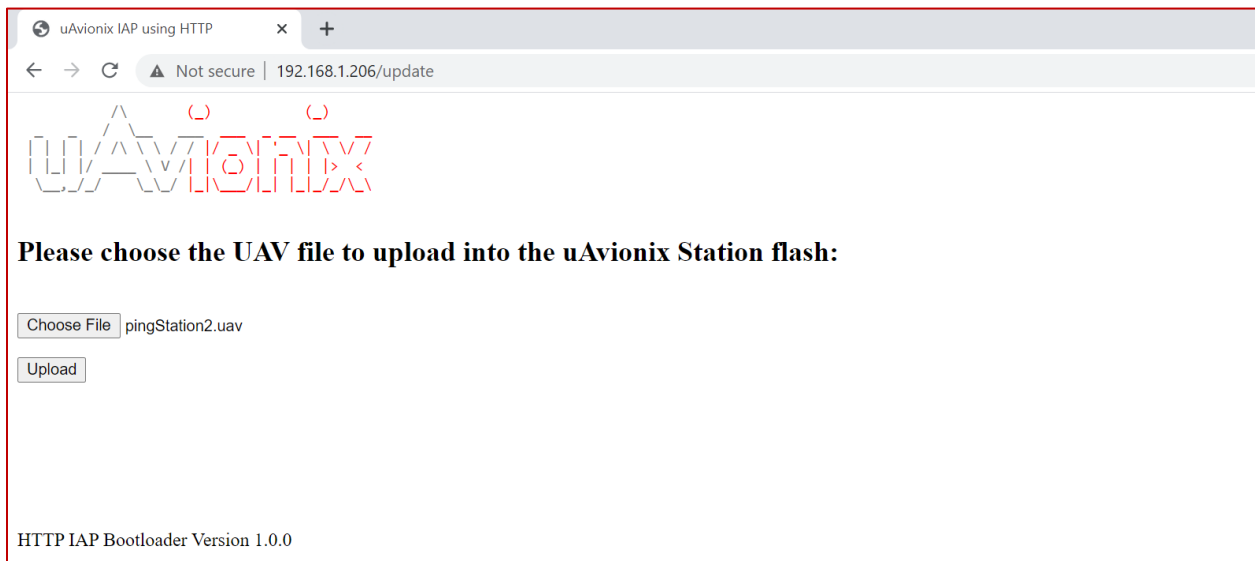 uAvionix IAP using HTTP
Not secure | 192.168.1.206/update
uAvionix
Please choose the UAV file to upload into the uAvionix Station flash:
Choose File pingStation2.uav
Upload
HTTP IAP Bootloader Version 1.0.0